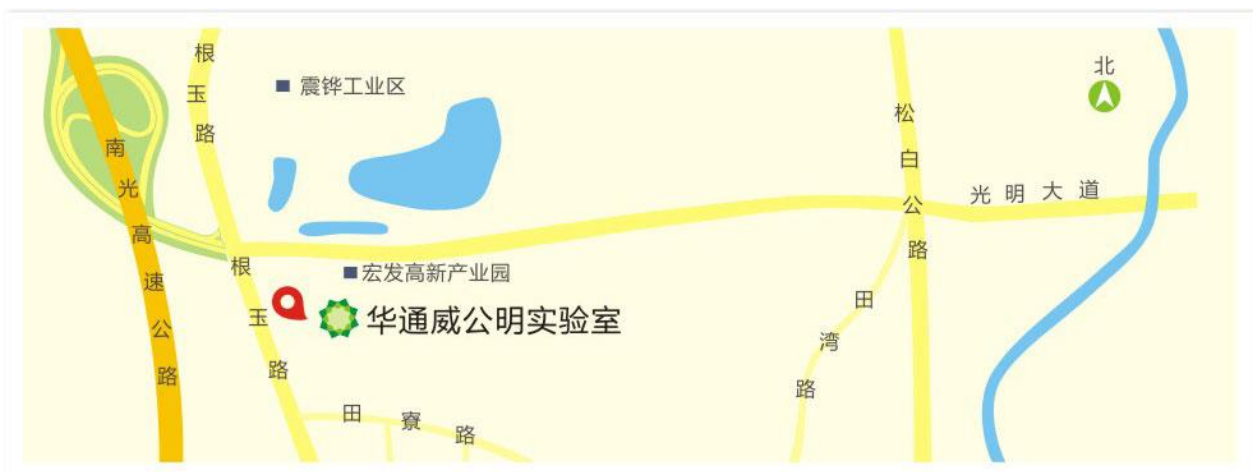 根玉路
震铧工业区
北
南光高速公路
松白公路
光明大道
根玉路
宏发高新产业园
华通威公明实验室
田湾路
田寮路